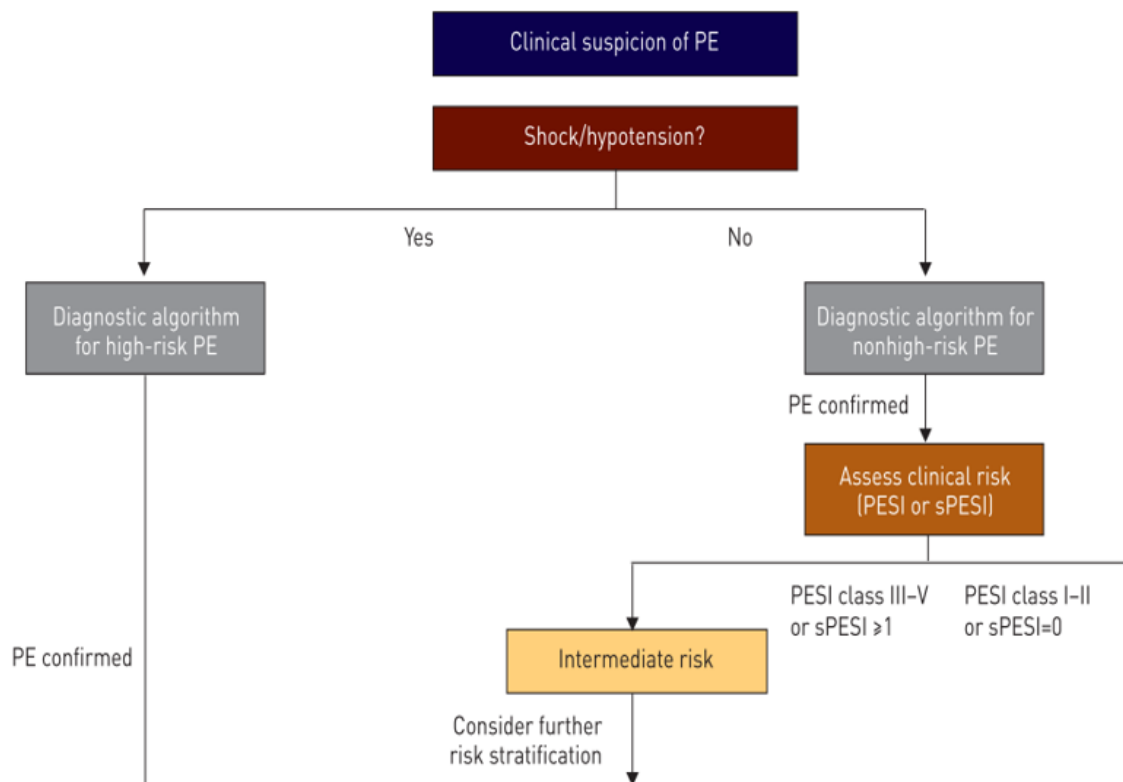 Clinical suspicion of PE
Shock/hypotension?
Yes
No
Diagnostic algorithm
for high-risk PE
Diagnostic algorithm for
nonhigh-risk PE
PE confirmed
Assess clinical risk
(PESI or sPESI)
PESI class III–V
or sPESI ⩾1
PESI class I–II
or sPESI=0
PE confirmed
Intermediate risk
Consider further
risk stratification